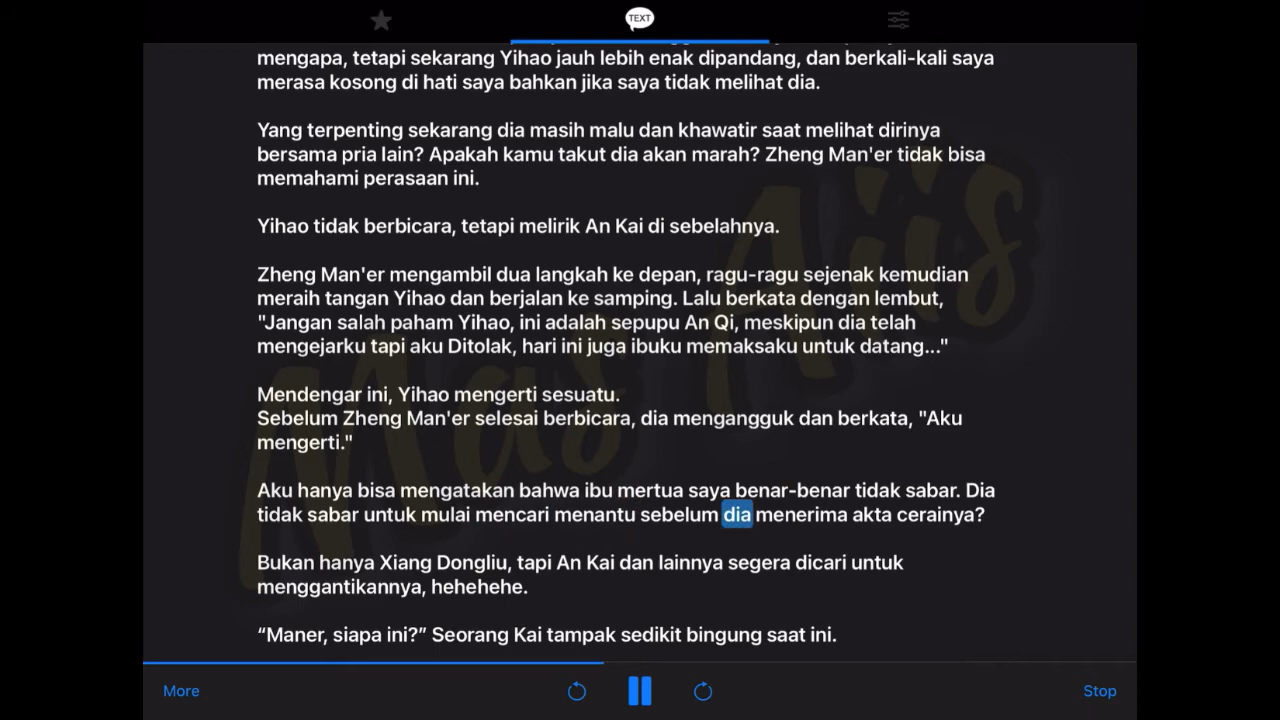 TEXT
mengapa, tetapi sekarang Yihao jauh lebih enak dipandang, dan berkali-kali saya
merasa kosong di hati saya bahkan jika saya tidak melihat dia.
Yang terpenting sekarang dia masih malu dan khawatir saat melihat dirinya
bersama pria lain? Apakah kamu takut dia akan marah? Zheng Man'er tidak bisa
memahami perasaan ini.
Yihao tidak berbicara, tetapi melirik An Kai di sebelahnya.
Zheng Man'er mengambil dua langkah ke depan, ragu-ragu sejenak kemudian
meraih tangan Yihao dan berjalan ke samping. Lalu berkata dengan lembut,
"Jangan salah paham Yihao, ini adalah sepupu An Qi, meskipun dia telah
mengejarku tapi aku Ditolak, hari ini juga ibuku memaksaku untuk datang..."
Mendengar ini, Yihao mengerti sesuatu.
Sebelum Zheng Man'er selesai berbicara, dia mengangguk dan berkata, "Aku
mengerti."
Aku hanya bisa mengatakan bahwa ibu mertua saya benar-benar tidak sabar. Dia
tidak sabar untuk mulai mencari menantu sebelum dia menerima akta cerainya?
Bukan hanya Xiang Dongliu, tapi An Kai dan lainnya segera dicari untuk
menggantikannya, hehehehe.
“Maner, siapa ini?” Seorang Kai tampak sedikit bingung saat ini.
Mas Aiis
More
Stop